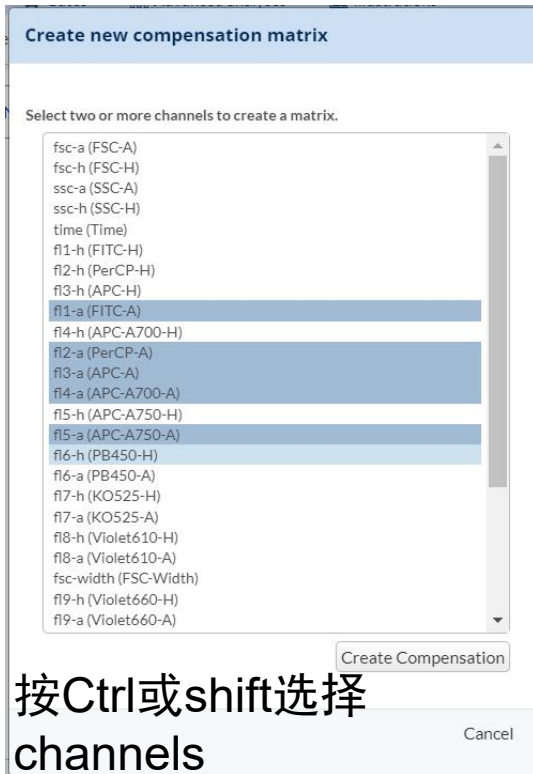 Create new compensation matrix
Select two or more channels to create a matrix.
fsc-a (FSC-A)
fsc-h (FSC-H)
ssc-a (SSC-A)
ssc-h (SSC-H)
time (Time)
fl1-h (FITC-H)
fl2-h (PerCP-H)
fl3-h (APC-H)
fl1-a (FITC-A)
fl4-h (APC-A700-H)
fl2-a (PerCP-A)
fl3-a (APC-A)
fl4-a (APC-A700-A)
fl5-h (APC-A750-H)
fl5-a (APC-A750-A)
fl6-h (PB450-H)
fl6-a (PB450-A)
fl7-h (KO525-H)
fl7-a (KO525-A)
fl8-h (Violet610-H)
fl8-a (Violet610-A)
fsc-width (FSC-Width)
fl9-h (Violet660-H)
fl9-a (Violet660-A)
Create Compensation
按Ctrl或shift选择
channels
Cancel